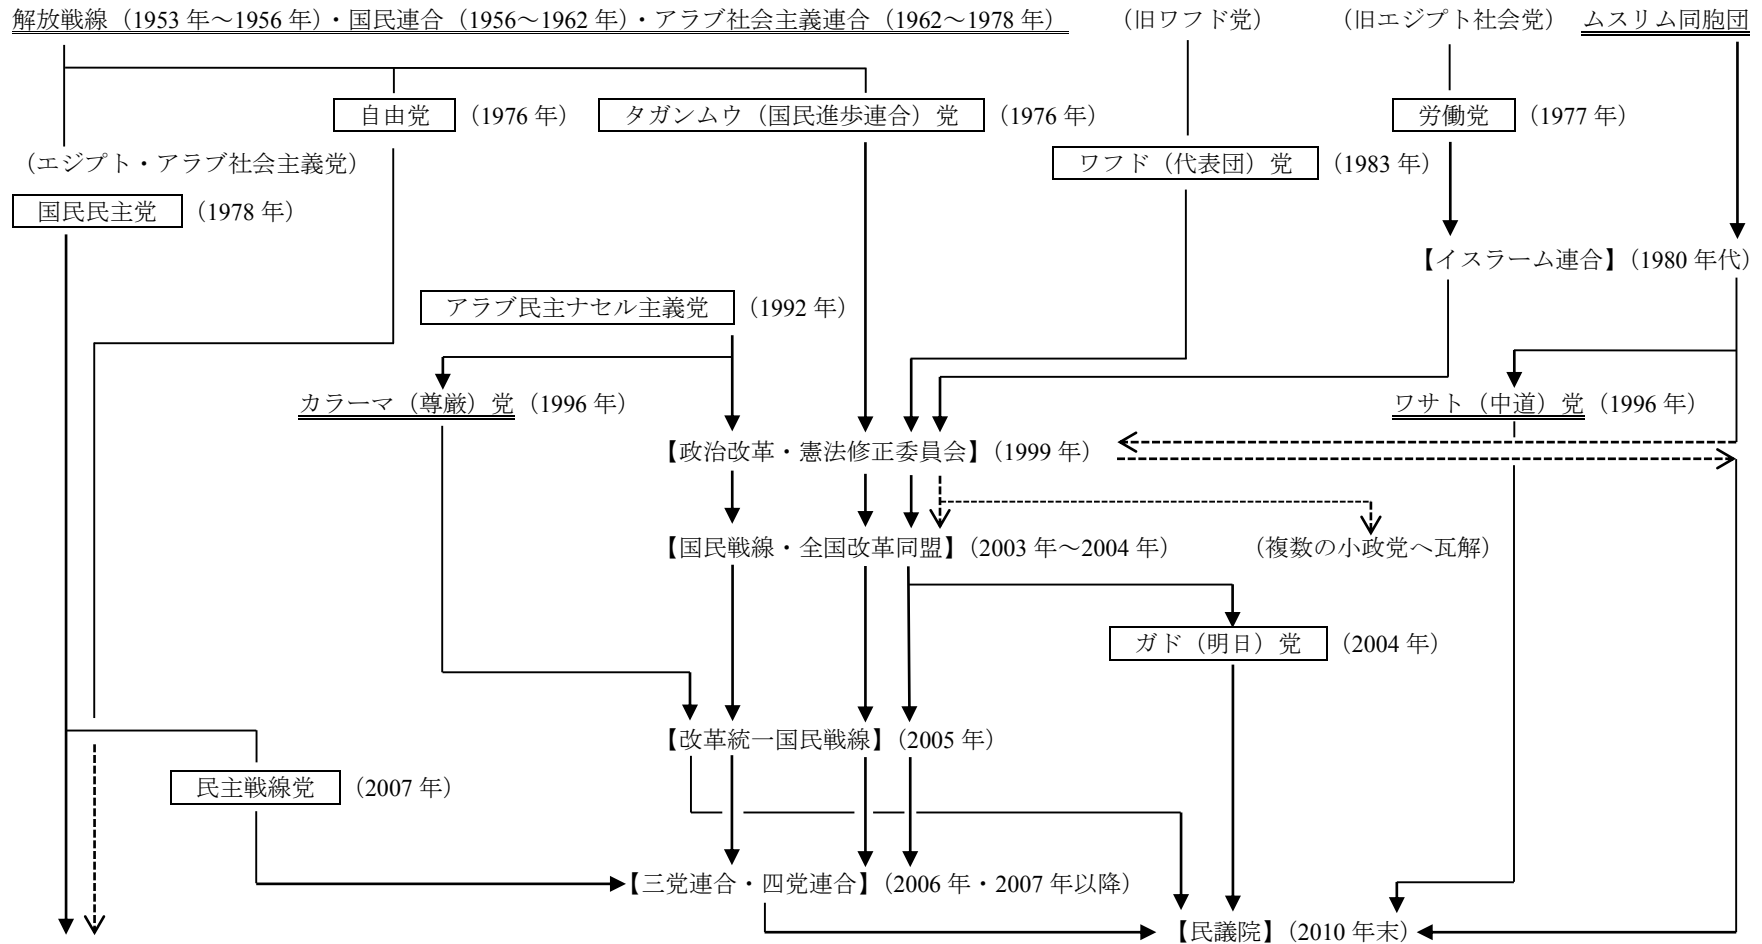 解放戦線（1953 年～1956 年）・国民連合（1956～1962 年）・アラブ社会主義連合（1962～1978 年）
（旧ワフド党）
（旧エジプト社会党）
ムスリム同胞団
自由党 （1976 年）
タガンムウ（国民進歩連合）党 （1976 年）
労働党 （1977 年）
（エジプト・アラブ社会主義党）
ワフド（代表団）党 （1983 年）
国民民主党 （1978 年）
【イスラーム連合】（1980 年代）
アラブ民主ナセル主義党 （1992 年）
カラーマ（尊厳）党（1996 年）
ワサト（中道）党（1996 年）
【政治改革・憲法修正委員会】（1999 年）
【国民戦線・全国改革同盟】（2003 年～2004 年）
（複数の小政党へ瓦解）
ガド（明日）党 （2004 年）
【改革統一国民戦線】（2005 年）
民主戦線党 （2007 年）
【三党連合・四党連合】（2006 年・2007 年以降）
【民議院】（2010 年末）